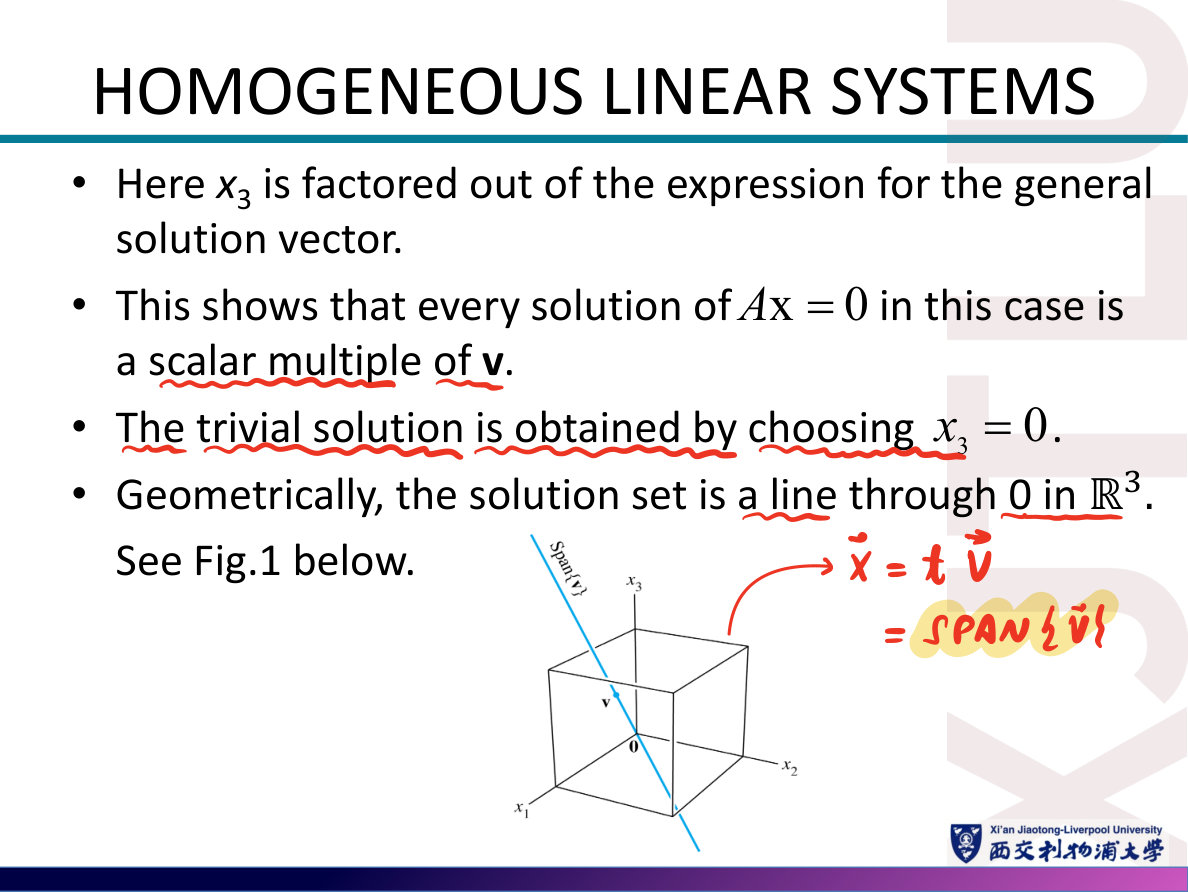 HOMOGENEOUS LINEAR SYSTEMS
• Here x₃ is factored out of the expression for the general
solution vector.
• This shows that every solution of Ax = 0 in this case is
a scalar multiple of v.
• The trivial solution is obtained by choosing x₃ = 0.
• Geometrically, the solution set is a line through 0 in ℝ³.
See Fig.1 below.
x⃗ = t v⃗
= SPAN{v⃗}
Span{v}
x₃
v
0
x₂
x₁
Xi'an Jiaotong-Liverpool University
西交利物浦大学
XJTLU